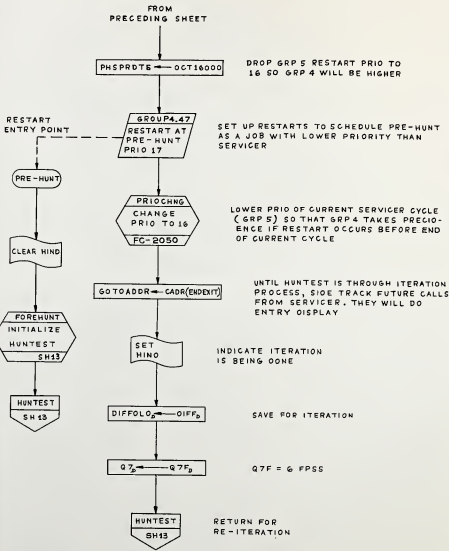 FROM
PRECEDING SHEET
PHSPRDT5 ← OCT16000
DROP GRP 5 RESTART PRIO TO
16 SO GRP 4 WILL BE HIGHER
RESTART
ENTRY POINT
GROUP4.47
RESTART AT
PRE-HUNT
PRIO 17
SET UP RESTARTS TO SCHEDULE PRE-HUNT
AS A JOB WITH LOWER PRIORITY THAN
SERVICER
PRE-HUNT
PRIOCHNG
CHANGE
PRIO TO 16
FC-2050
LOWER PRIO OF CURRENT SERVICER CYCLE
(GRP 5) SO THAT GRP 4 TAKES PRECID-
ENCE IF RESTART OCCURS BEFORE END
OF CURRENT CYCLE
CLEAR HIND
GOTOADDR ← CADR(ENDEXIT)
UNTIL HUNTEST IS THROUGH ITERATION
PROCESS, SIDE TRACK FUTURE CALLS
FROM SERVICER. THEY WILL DO
ENTRY DISPLAY
FOREHUNT
INITIALIZE
HUNTEST
SH13
SET
HIND
INDICATE ITERATION
IS BEING DONE
HUNTEST
SH 13
DIFFOLD_D ← DIFF_D
SAVE FOR ITERATION
Q7_D ← Q7F_D
Q7F = 6 FPSS
HUNTEST
SH13
RETURN FOR
RE-ITERATION